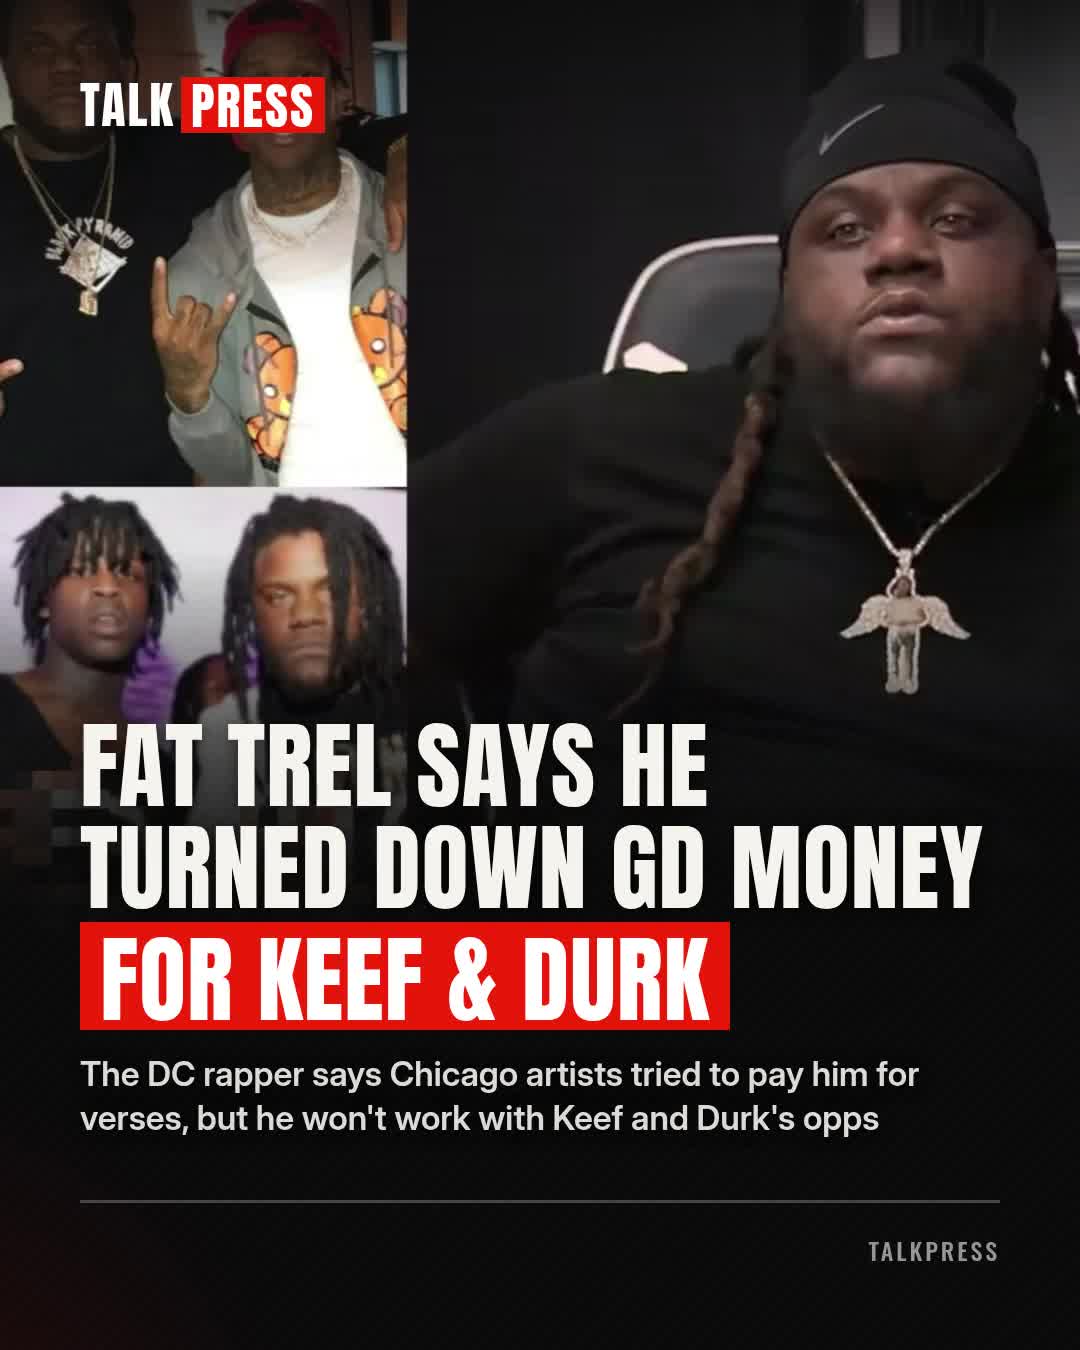 TALK PRESS
FAT TREL SAYS HE
TURNED DOWN GD MONEY
FOR KEEF & DURK
The DC rapper says Chicago artists tried to pay him for
verses, but he won't work with Keef and Durk's opps
TALKPRESS